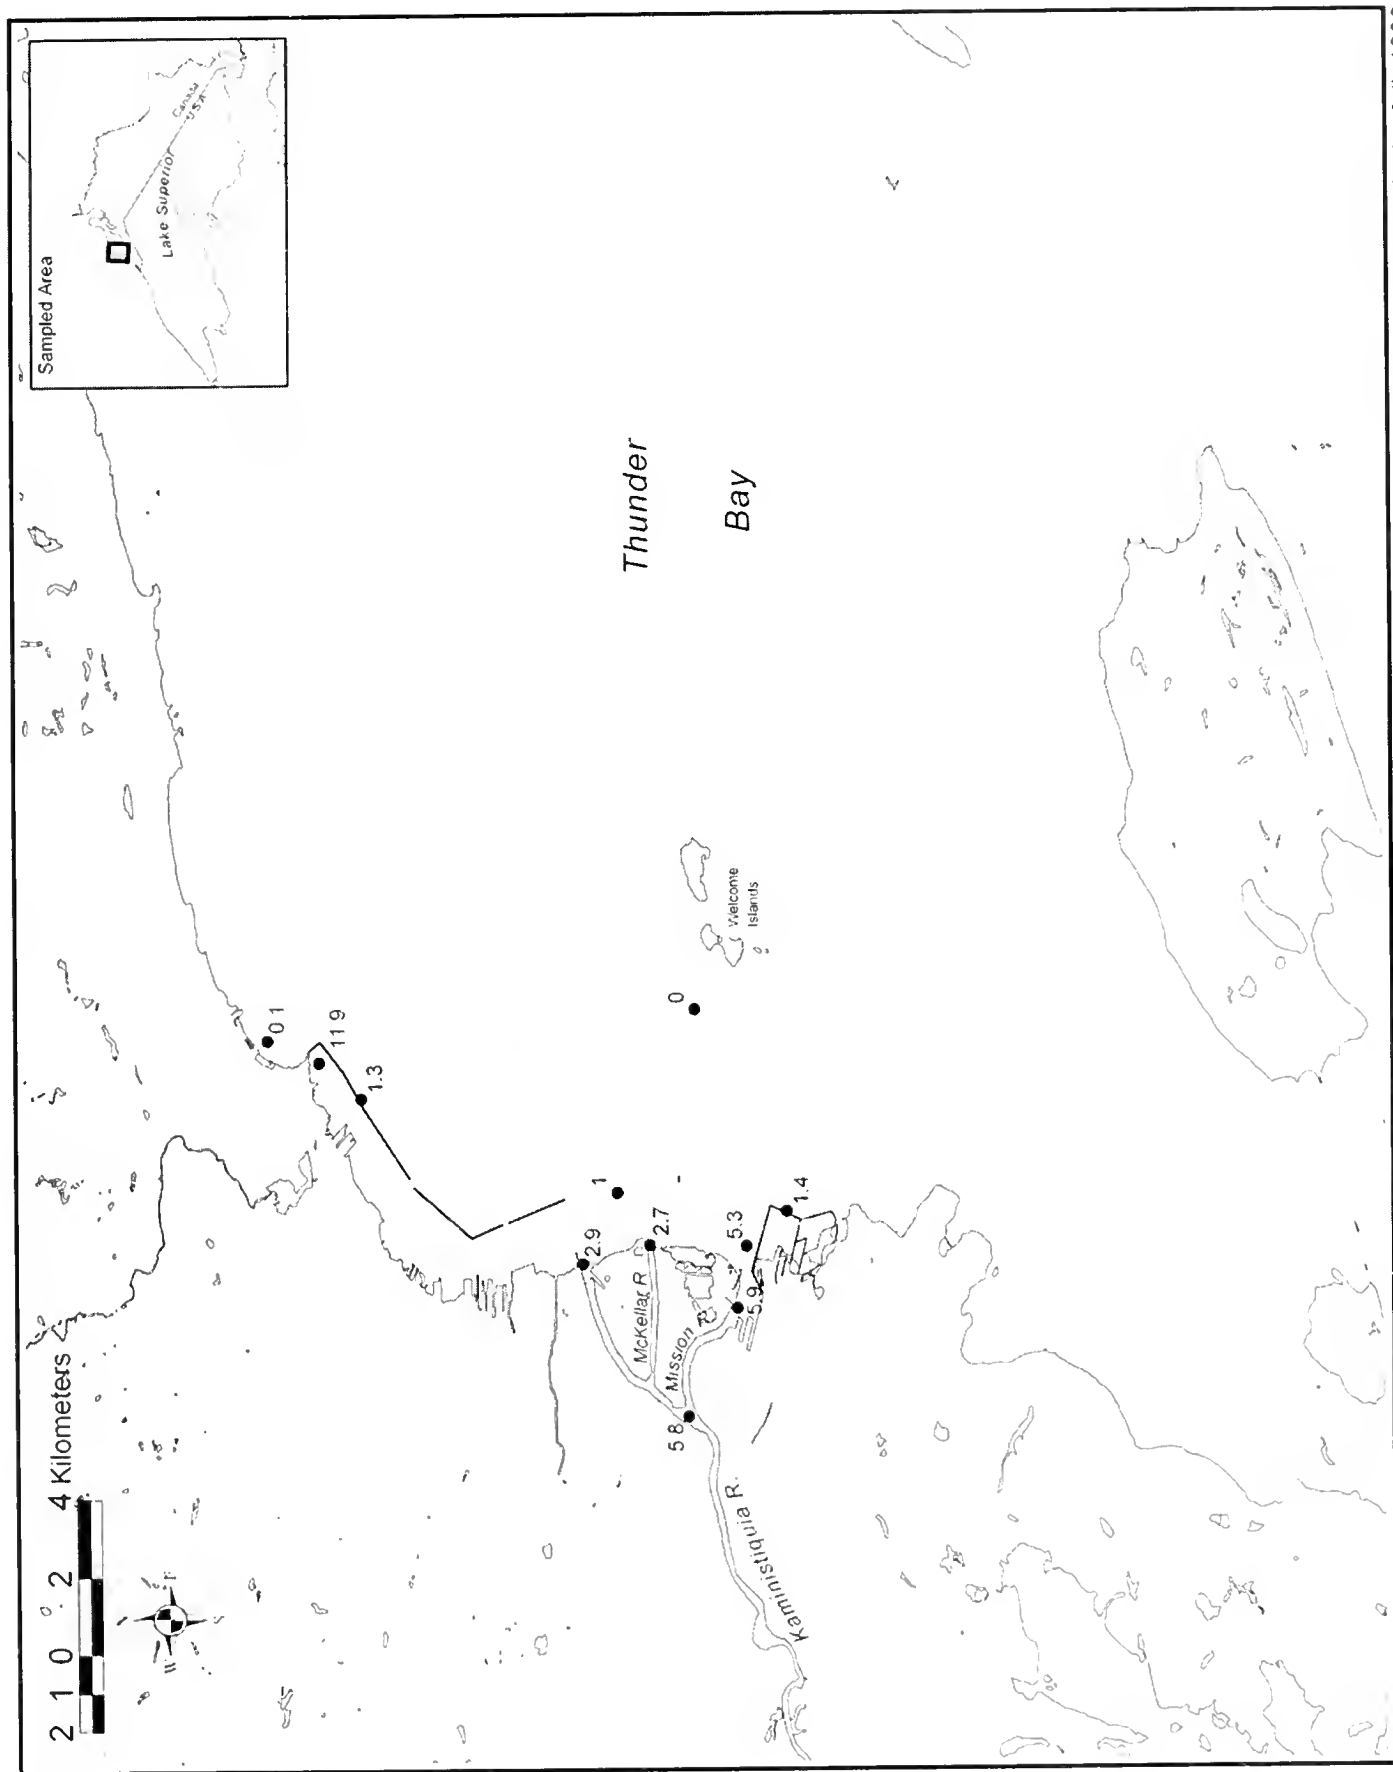 Sampled Area
Canada
USA
Lake Superior
2 1 0 2 4 Kilometers
Thunder
Bay
Welcome
Islands
0 1
11 9
1.3
0
1
2.9
2.7
5.3
1.4
5.9
5 8
McKellar R
Mission R
Kaministiquia R.